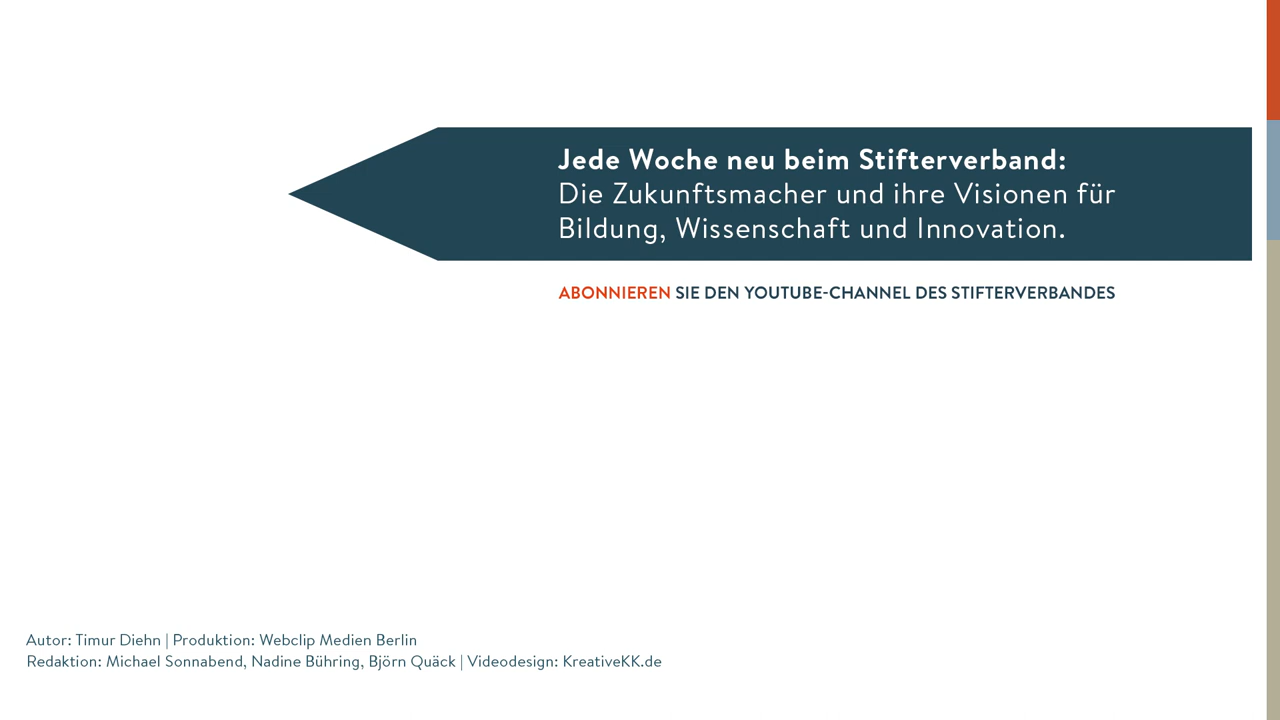 Jede Woche neu beim Stifterverband:
Die Zukunftsmacher und ihre Visionen für
Bildung, Wissenschaft und Innovation.
ABONNIEREN SIE DEN YOUTUBE-CHANNEL DES STIFTERVERBANDES
Autor: Timur Diehn | Produktion: Webclip Medien Berlin
Redaktion: Michael Sonnabend, Nadine Bühring, Björn Quäck | Videodesign: KreativeKK.de